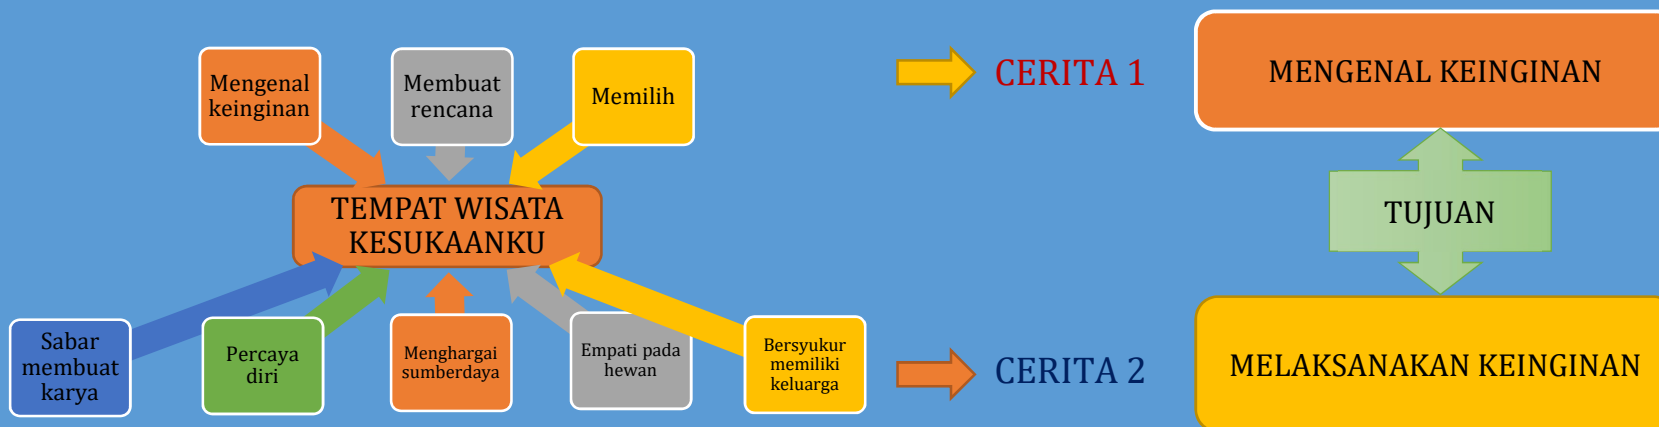 Mengenal
keinginan
Membuat
rencana
Memilih
TEMPAT WISATA
KESUKAANKU
Sabar
membuat
karya
Percaya
diri
Menghargai
sumberdaya
Empati pada
hewan
Bersyukur
memiliki
keluarga
CERITA 1
MENGENAL KEINGINAN
TUJUAN
CERITA 2
MELAKSANAKAN KEINGINAN